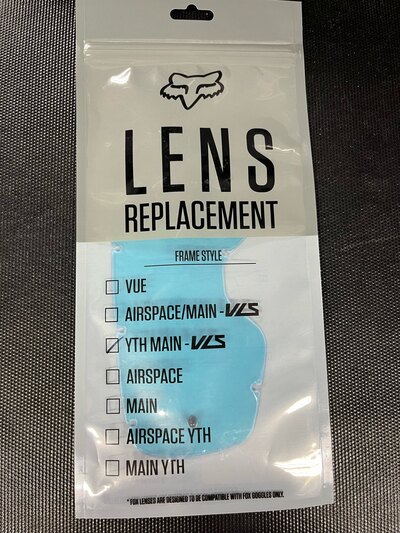 LENS
REPLACEMENT
FRAME STYLE
VUE
AIRSPACE/MAIN - VLS
YTH MAIN - VLS
AIRSPACE
MAIN
AIRSPACE YTH
MAIN YTH
* FOX LENSES ARE DESIGNED TO BE COMPATIBLE WITH FOX GOGGLES ONLY.